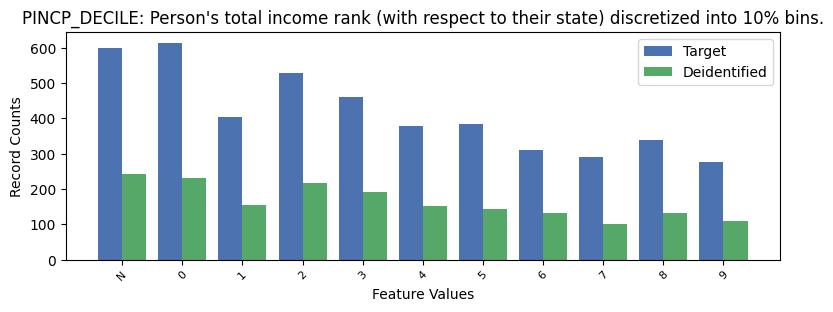 PINCP_DECILE: Person's total income rank (with respect to their state) discretized into 10% bins.
Target
Deidentified
Record Counts
600
500
400
300
200
100
0
N 0 1 2 3 4 5 6 7 8 9
Feature Values